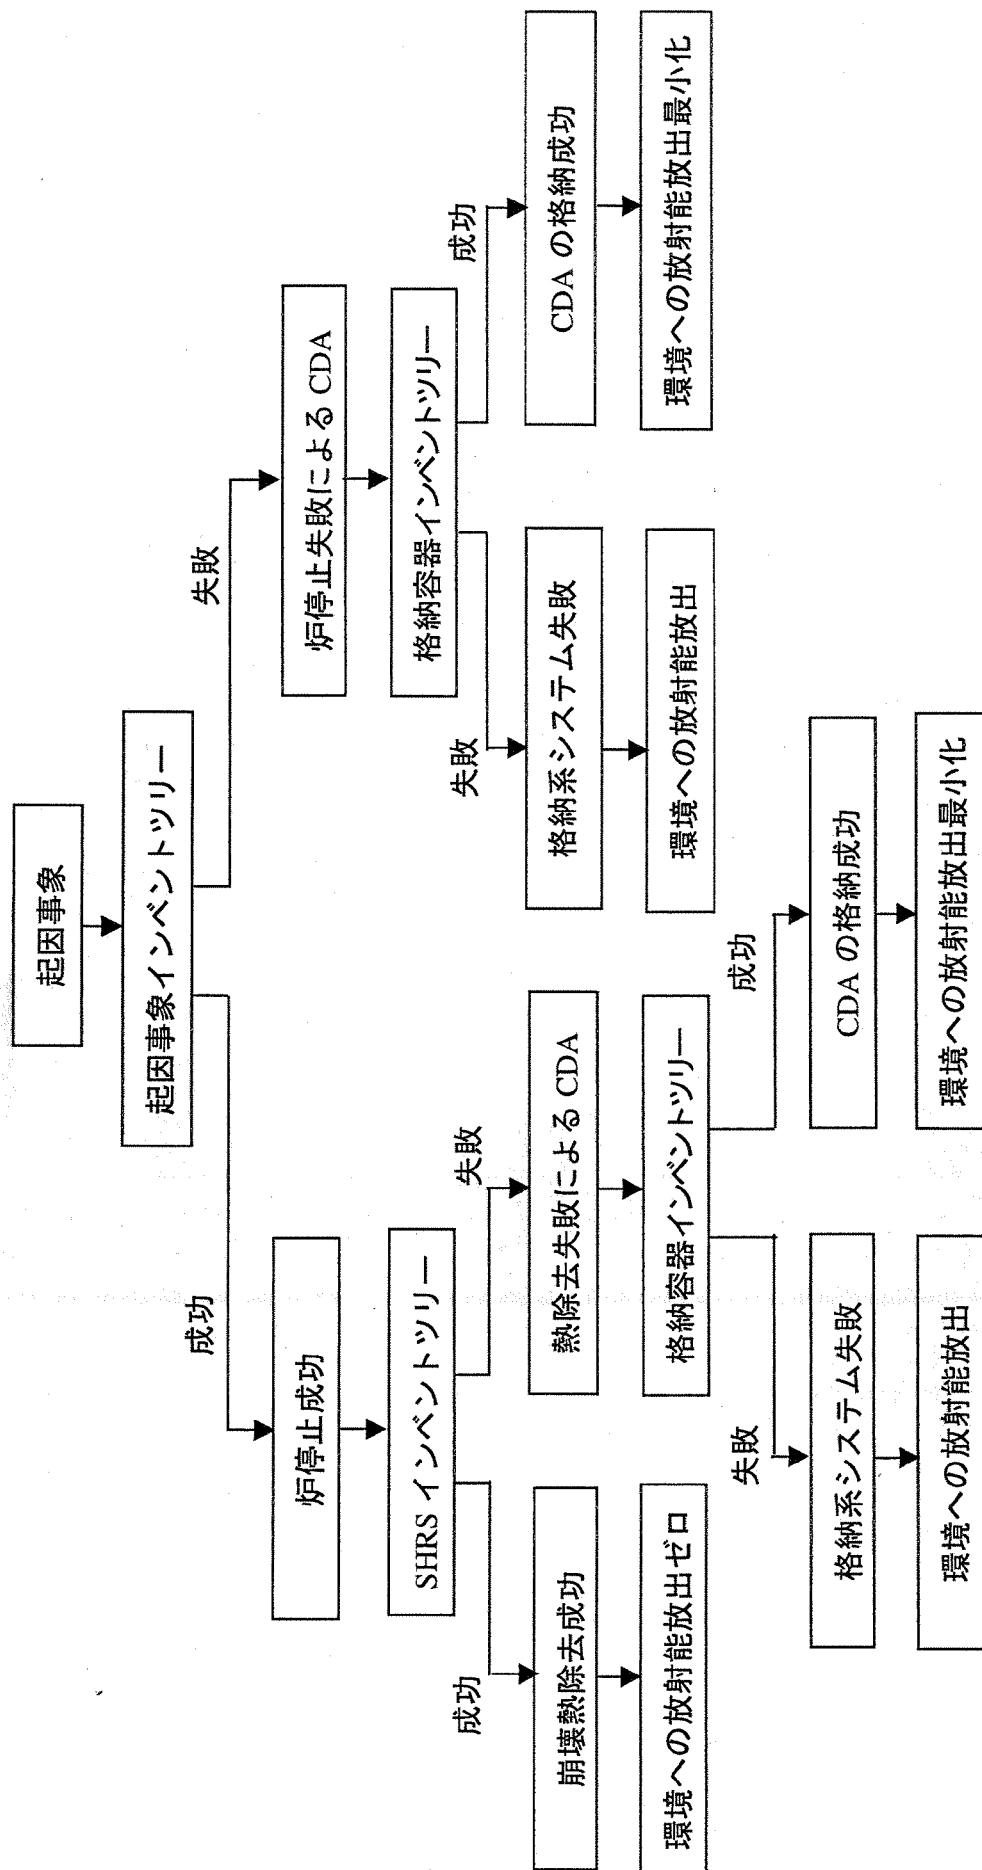 起因事象
起因事象インベントツリー
成功
失敗
炉停止成功
炉停止失敗による CDA
SHRS インベントツリー
格納容器インベントツリー
成功
失敗
失敗
成功
崩壊熱除去成功
熱除去失敗による CDA
格納系システム失敗
CDA の格納成功
環境への放射能放出ゼロ
格納容器インベントツリー
環境への放射能放出
環境への放射能放出最小化
失敗
成功
格納系システム失敗
CDA の格納成功
環境への放射能放出
環境への放射能放出最小化